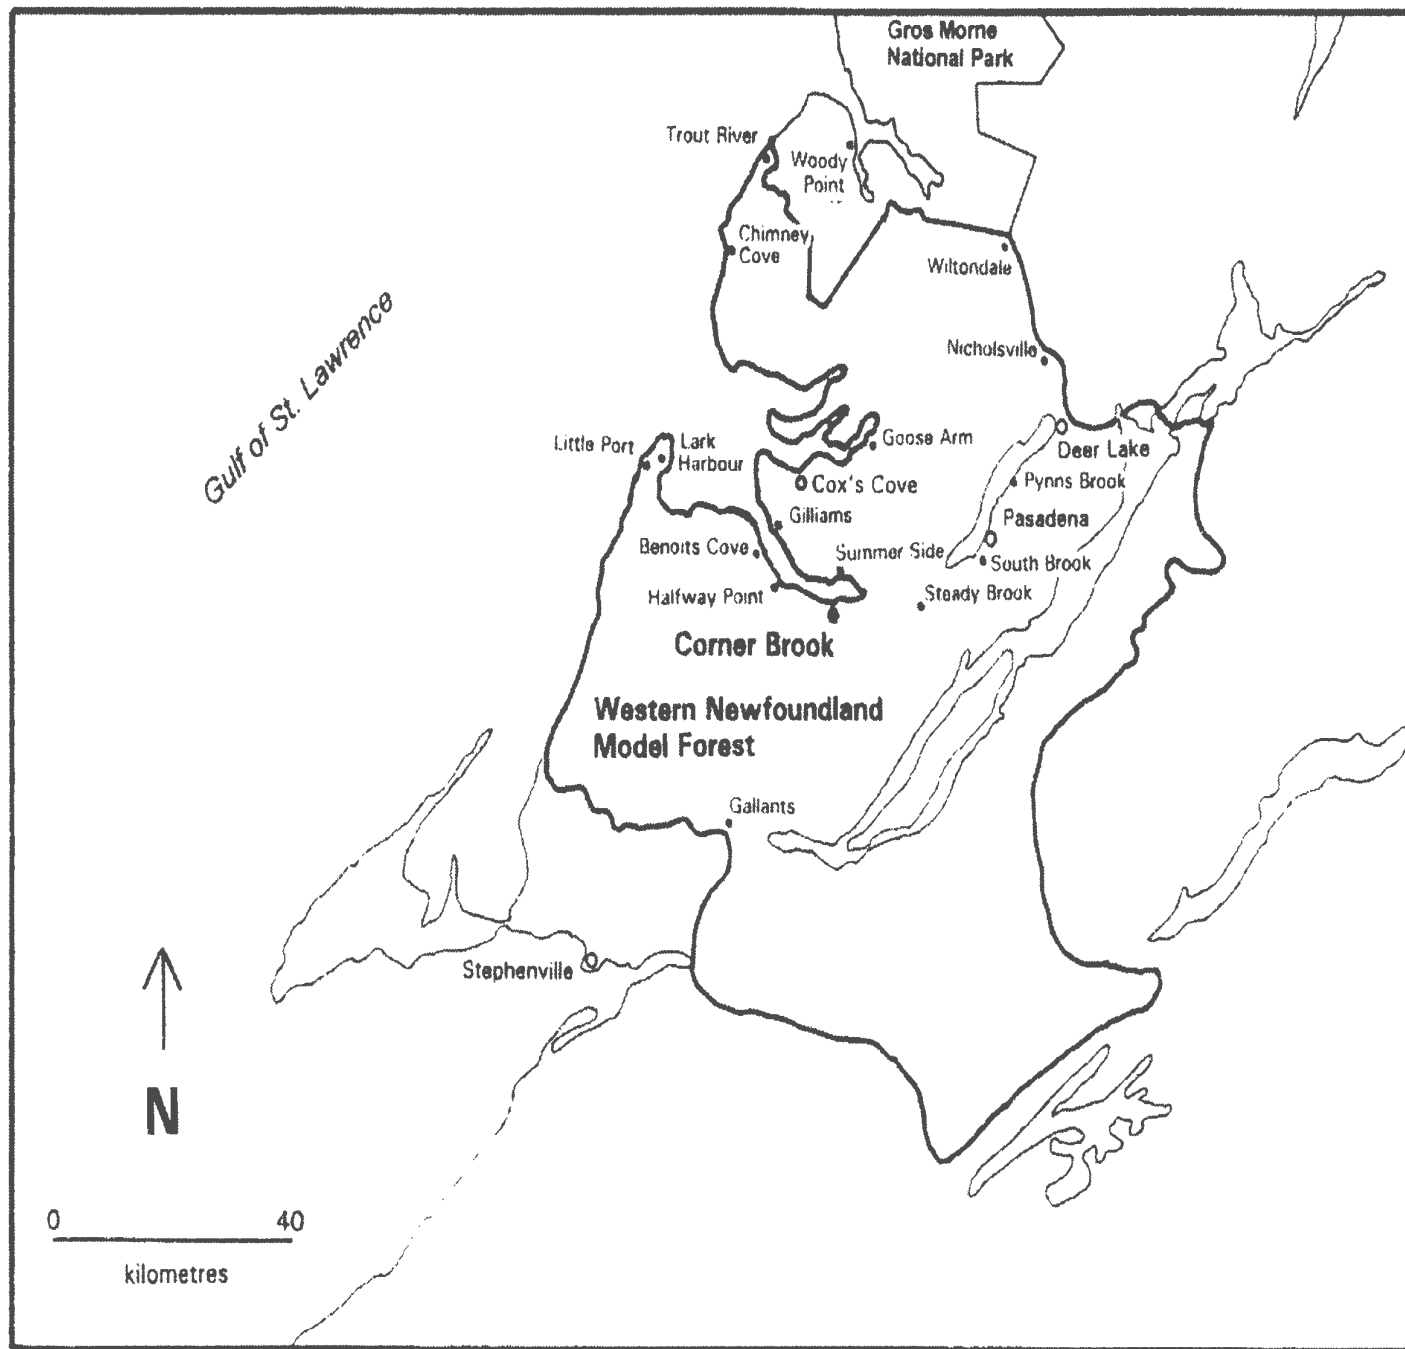 Gros Morne
National Park
Trout River
Woody
Point
Chimney
Cove
Wiltondale
Gulf of St. Lawrence
Nicholsville
Little Port
Lark
Harbour
Goose Arm
Deer Lake
Cox's Cove
Pynns Brook
Gilliams
Pasadena
Benoits Cove
Summer Side
South Brook
Halfway Point
Steady Brook
Corner Brook
Western Newfoundland
Model Forest
Gallants
Stephenville
N
0 40
kilometres